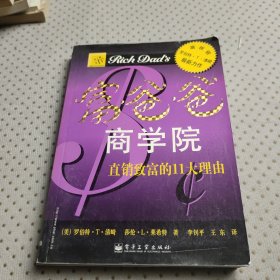 Rich Dad's
富爸爸
商学院
直销致富的11大理由
(美)罗伯特·T·清崎 莎伦·L·莱希特 著 李钊平 王东 译
电子工业出版社